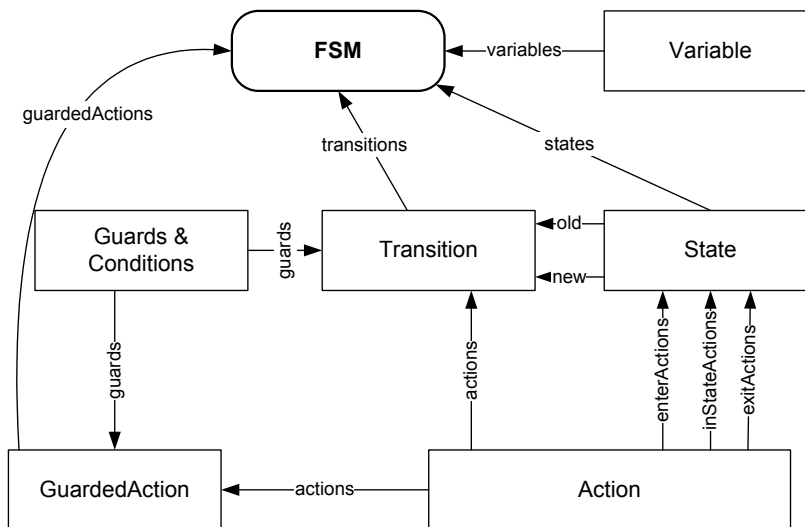 FSM
variables
Variable
guardedActions
transitions
states
Guards &
Conditions
guards
Transition
old
new
State
guards
actions
enterActions
inStateActions
exitActions
GuardedAction
actions
Action